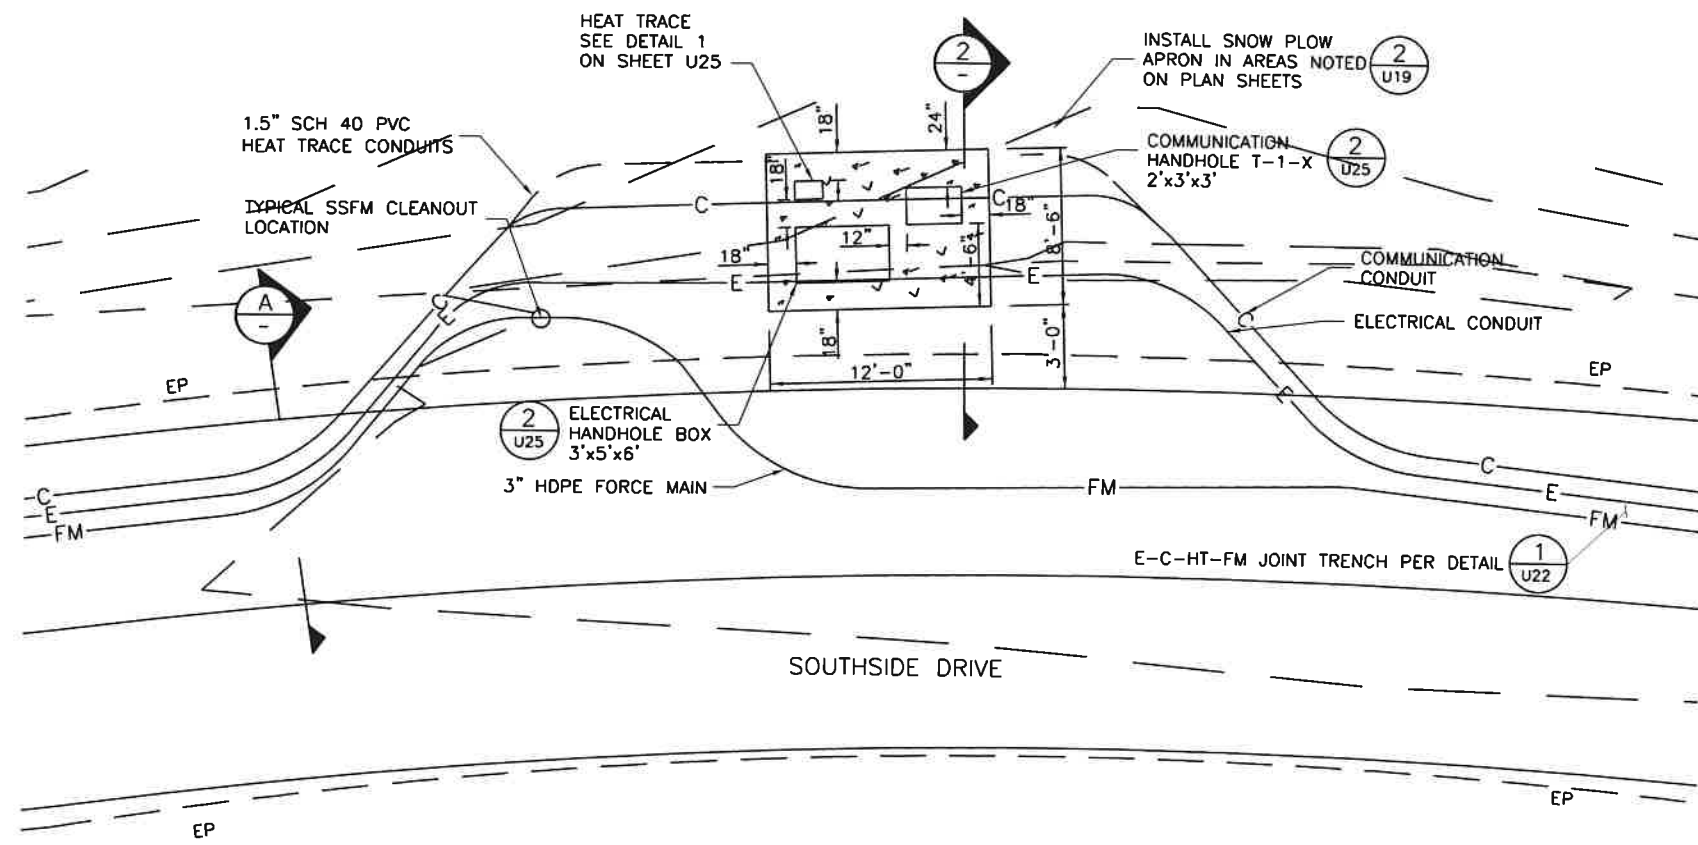 HEAT TRACE
SEE DETAIL 1
ON SHEET U25
2
-
INSTALL SNOW PLOW
APRON IN AREAS NOTED
ON PLAN SHEETS
2
U19
1.5" SCH 40 PVC
HEAT TRACE CONDUITS
18"
24"
COMMUNICATION
HANDHOLE T-1-X
2'x3'x3'
2
U25
18"
TYPICAL SSFM CLEANOUT
LOCATION
C
C
18"
12"
18"
4'-6"
8'-6"
COMMUNICATION
CONDUIT
E
E
A
-
C
E
C
ELECTRICAL CONDUIT
18"
3'-0"
12'-0"
EP
EP
E
2
U25
ELECTRICAL
HANDHOLE BOX
3'x5'x6'
3" HDPE FORCE MAIN
FM
C
E
FM
C
E
FM
E-C-HT-FM JOINT TRENCH PER DETAIL
1
U22
SOUTHSIDE DRIVE
EP
EP